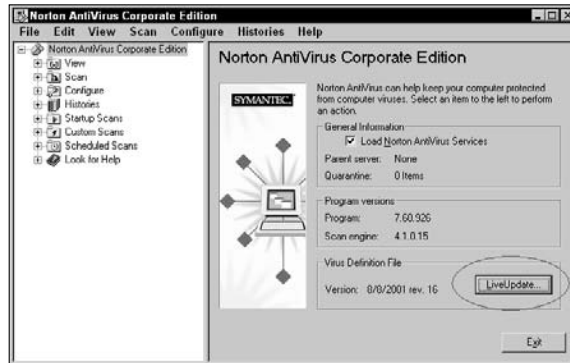 Norton AntiVirus Corporate Edition
File Edit View Scan Configure Histories Help
Norton AntiVirus Corporate Edition
View
Scan
Configure
Histories
Startup Scans
Custom Scans
Scheduled Scans
Look for Help
Norton AntiVirus Corporate Edition
SYMANTEC.
Norton AntiVirus can help keep your computer protected
from computer viruses. Select an item to the left to perform
an action.
General Information
Load Norton AntiVirus Services
Parent server: None
Quarantine: 0 Items
Program versions
Program: 7.60.926
Scan engine: 4.1.0.15
Virus Definition File
Version: 8/8/2001 rev. 16
LiveUpdate...
Exit